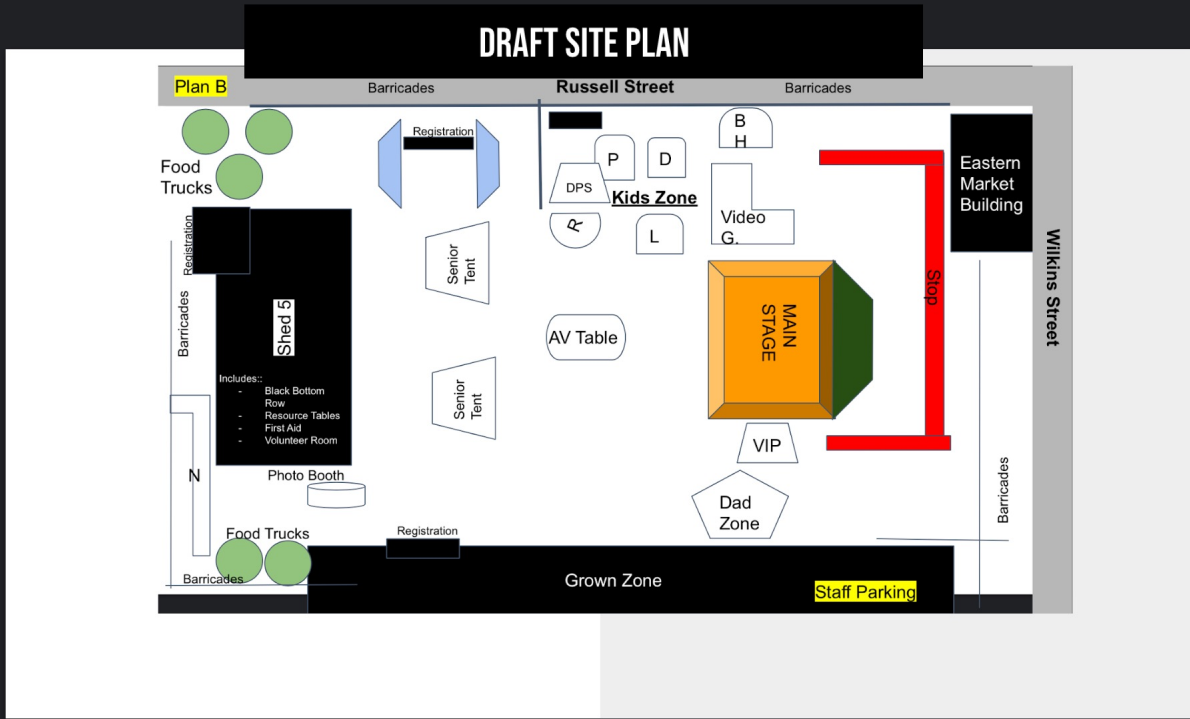 DRAFT SITE PLAN
Plan B
Barricades
Russell Street
Barricades
Registration
Food
Trucks
P
D
B
H
DPS
Kids Zone
Eastern
Market
Building
Registration
R
L
Video
G.
Senior
Tent
Wilkins Street
Stop
Barricades
Shed 5
AV Table
MAIN
STAGE
Includes::
- Black Bottom
Row
- Resource Tables
- First Aid
- Volunteer Room
Senior
Tent
VIP
N
Photo Booth
Dad
Zone
Barricades
Food Trucks
Registration
Barricades
Grown Zone
Staff Parking